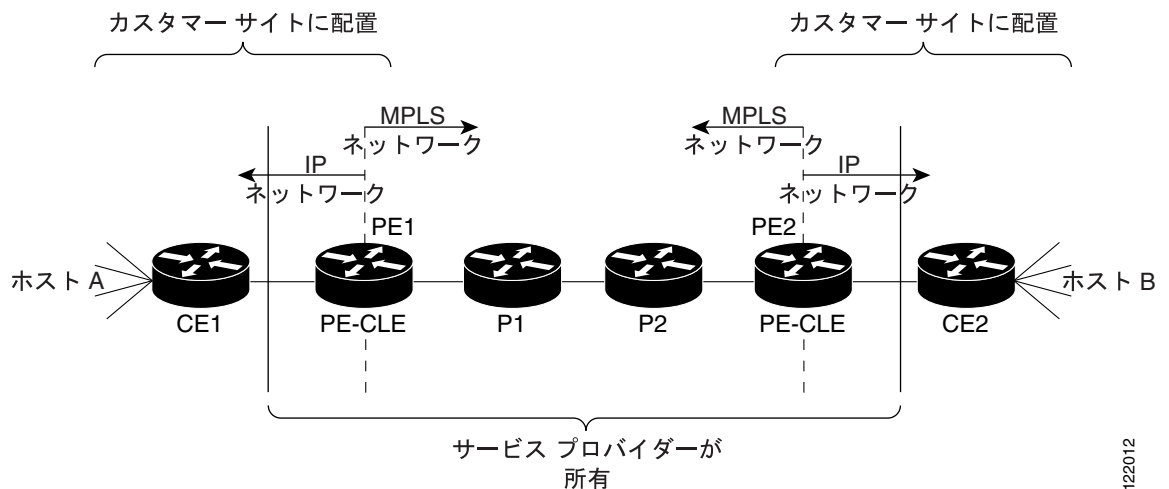 カスタマー サイトに配置
カスタマー サイトに配置
MPLS
ネットワーク
MPLS
ネットワーク
IP
ネットワーク
IP
ネットワーク
PE1
PE2
ホスト A
ホスト B
CE1
PE-CLE
P1
P2
PE-CLE
CE2
サービス プロバイダーが
所有
122012